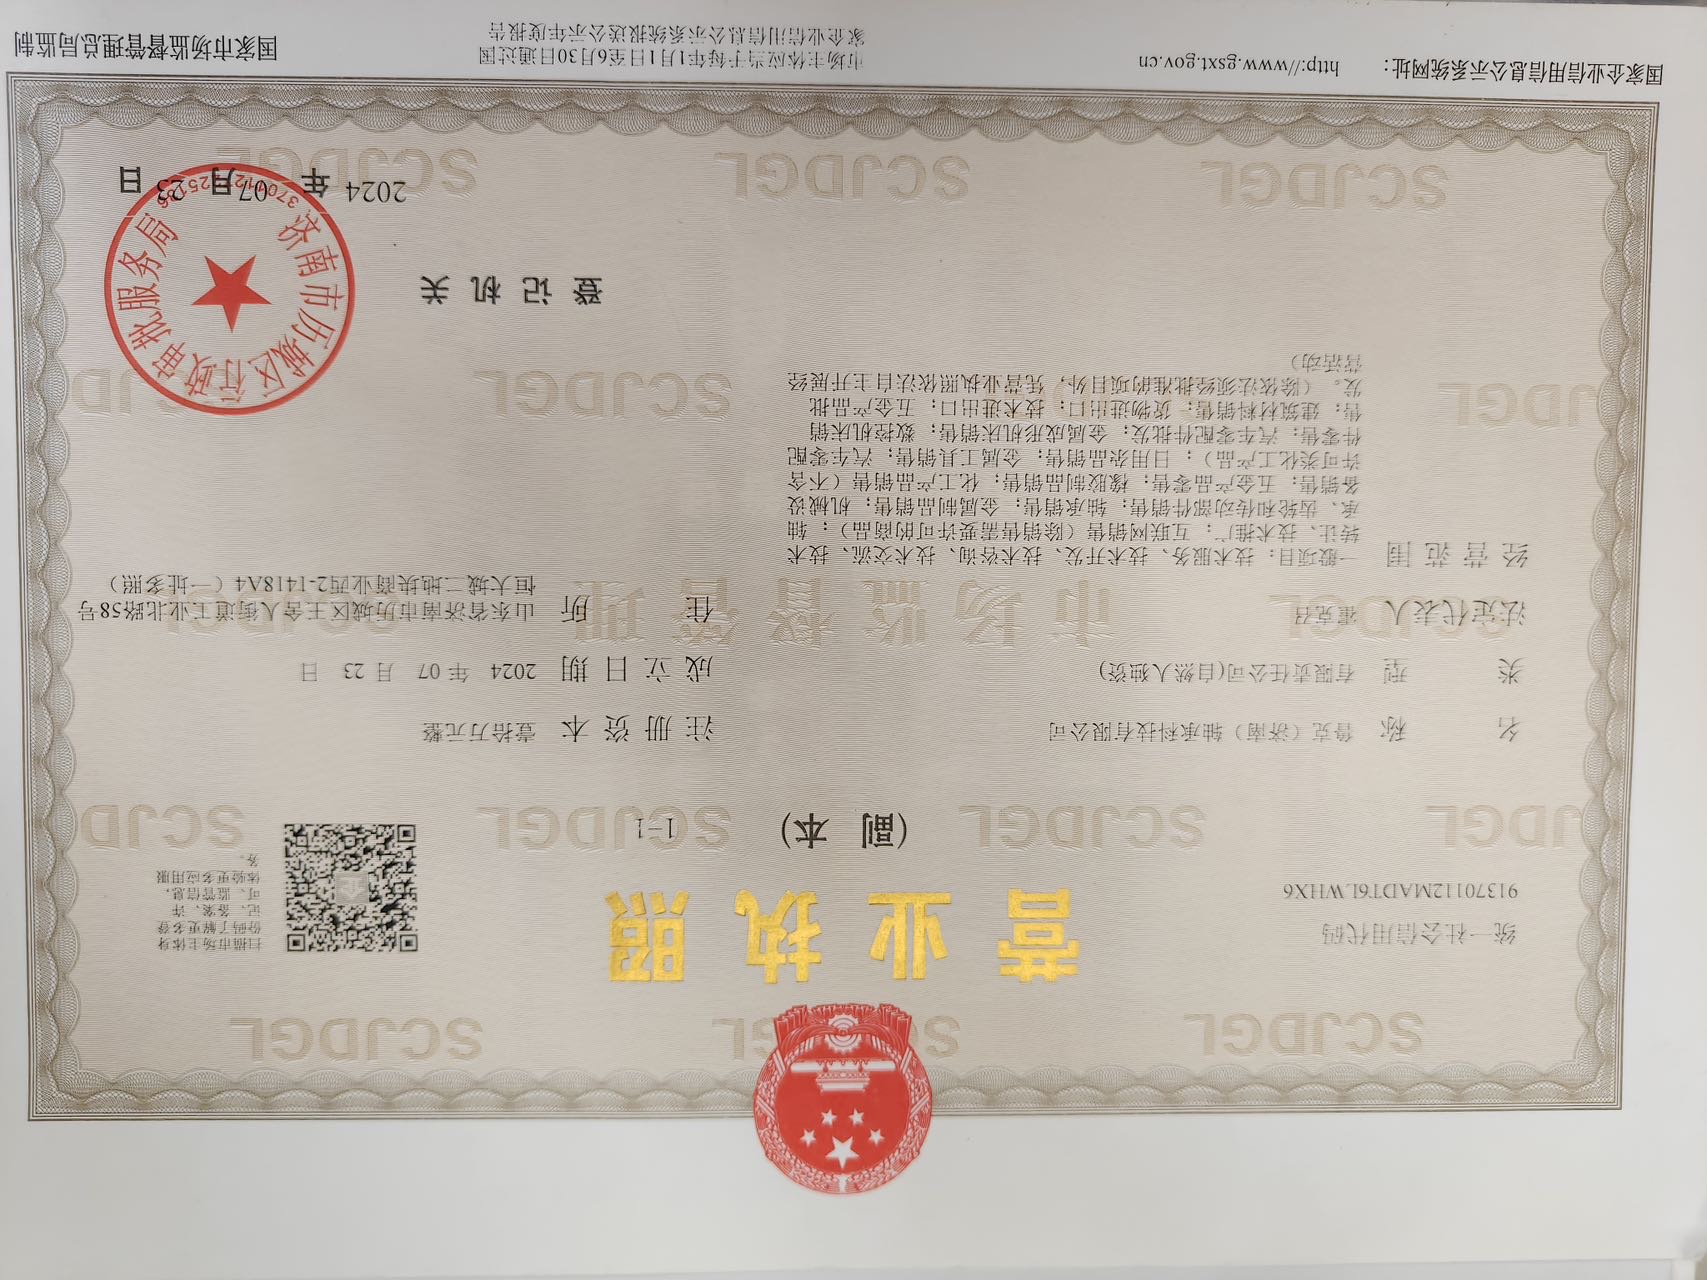 统一社会信用代码
91370112MADT6LWHX6
营业执照
(副 本)
1-1
扫描市场主体身
份码了解更多登
记、备案、许
可、监管信息，
体验更多应用服
务。
名 称 鲁克（济南）轴承科技有限公司
类 型 有限责任公司(自然人独资)
法定代表人 崔克召
经营范围 一般项目：技术服务、技术开发、技术咨询、技术交流、技术
转让、技术推广；互联网销售（除销售需要许可的商品）；轴
承、齿轮和传动部件销售；轴承销售；金属制品销售；机械设
备销售；五金产品零售；橡胶制品销售；化工产品销售（不含
许可类化工产品）；日用杂品销售；金属工具销售；汽车零配
件零售；汽车零配件批发；金属成形机床销售；数控机床销
售；建筑材料销售；货物进出口；技术进出口；五金产品批
发。（除依法须经批准的项目外，凭营业执照依法自主开展经
营活动）
注册资本 壹拾万元整
成立日期 2024 年 07 月 23 日
住 所 山东省济南市历城区王舍人街道工业北路58号
恒大城二地块商业西2-1418A4（一址多照）
登记机关
济南市历城区行政审批服务局
2024 年 07 月 23 日
国家企业信用信息公示系统网址： http://www.gsxt.gov.cn
市场主体应当于每年1月1日至6月30日通过国
家企业信用信息公示系统报送公示年度报告
国家市场监督管理总局监制
SCJDGL
市场监督管理